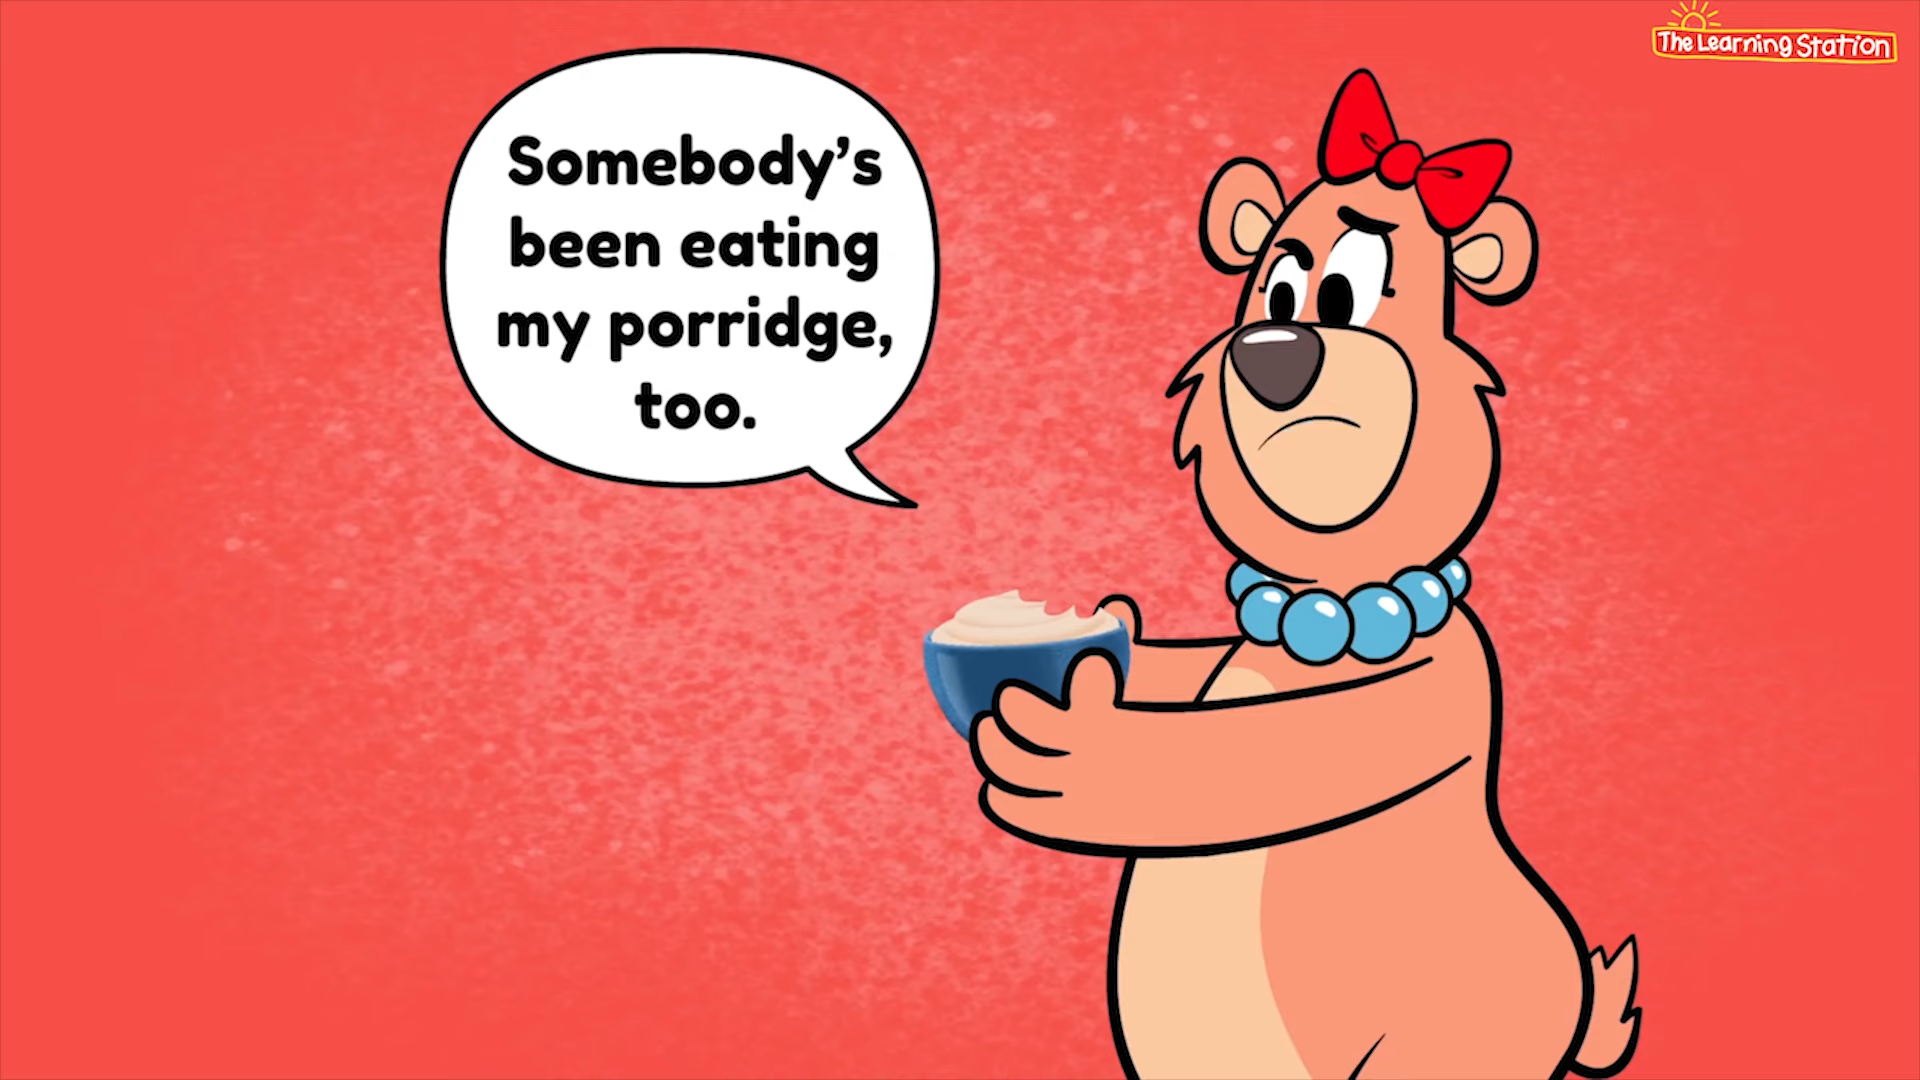 The Learning Station
Somebody's
been eating
my porridge,
too.